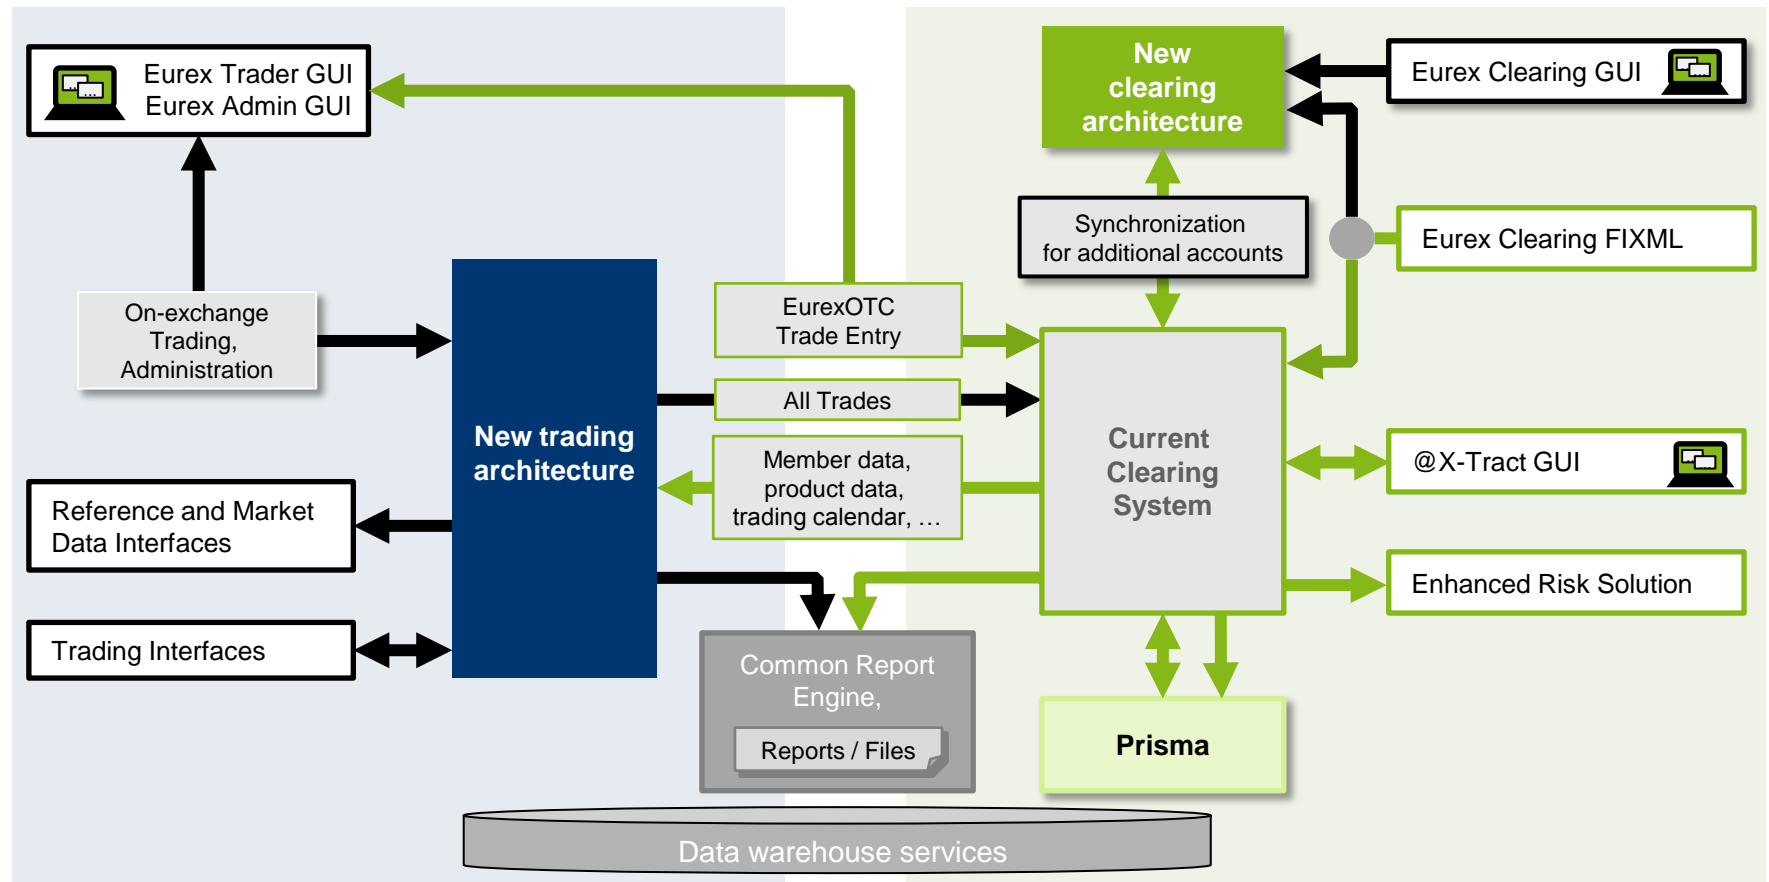 Eurex Trader GUI
Eurex Admin GUI
New
clearing
architecture
Eurex Clearing GUI
Synchronization
for additional accounts
Eurex Clearing FIXML
On-exchange
Trading,
Administration
EurexOTC
Trade Entry
All Trades
New trading
architecture
Member data,
product data,
trading calendar, …
Current
Clearing
System
@X-Tract GUI
Reference and Market
Data Interfaces
Enhanced Risk Solution
Trading Interfaces
Common Report
Engine,
Reports / Files
Prisma
Data warehouse services